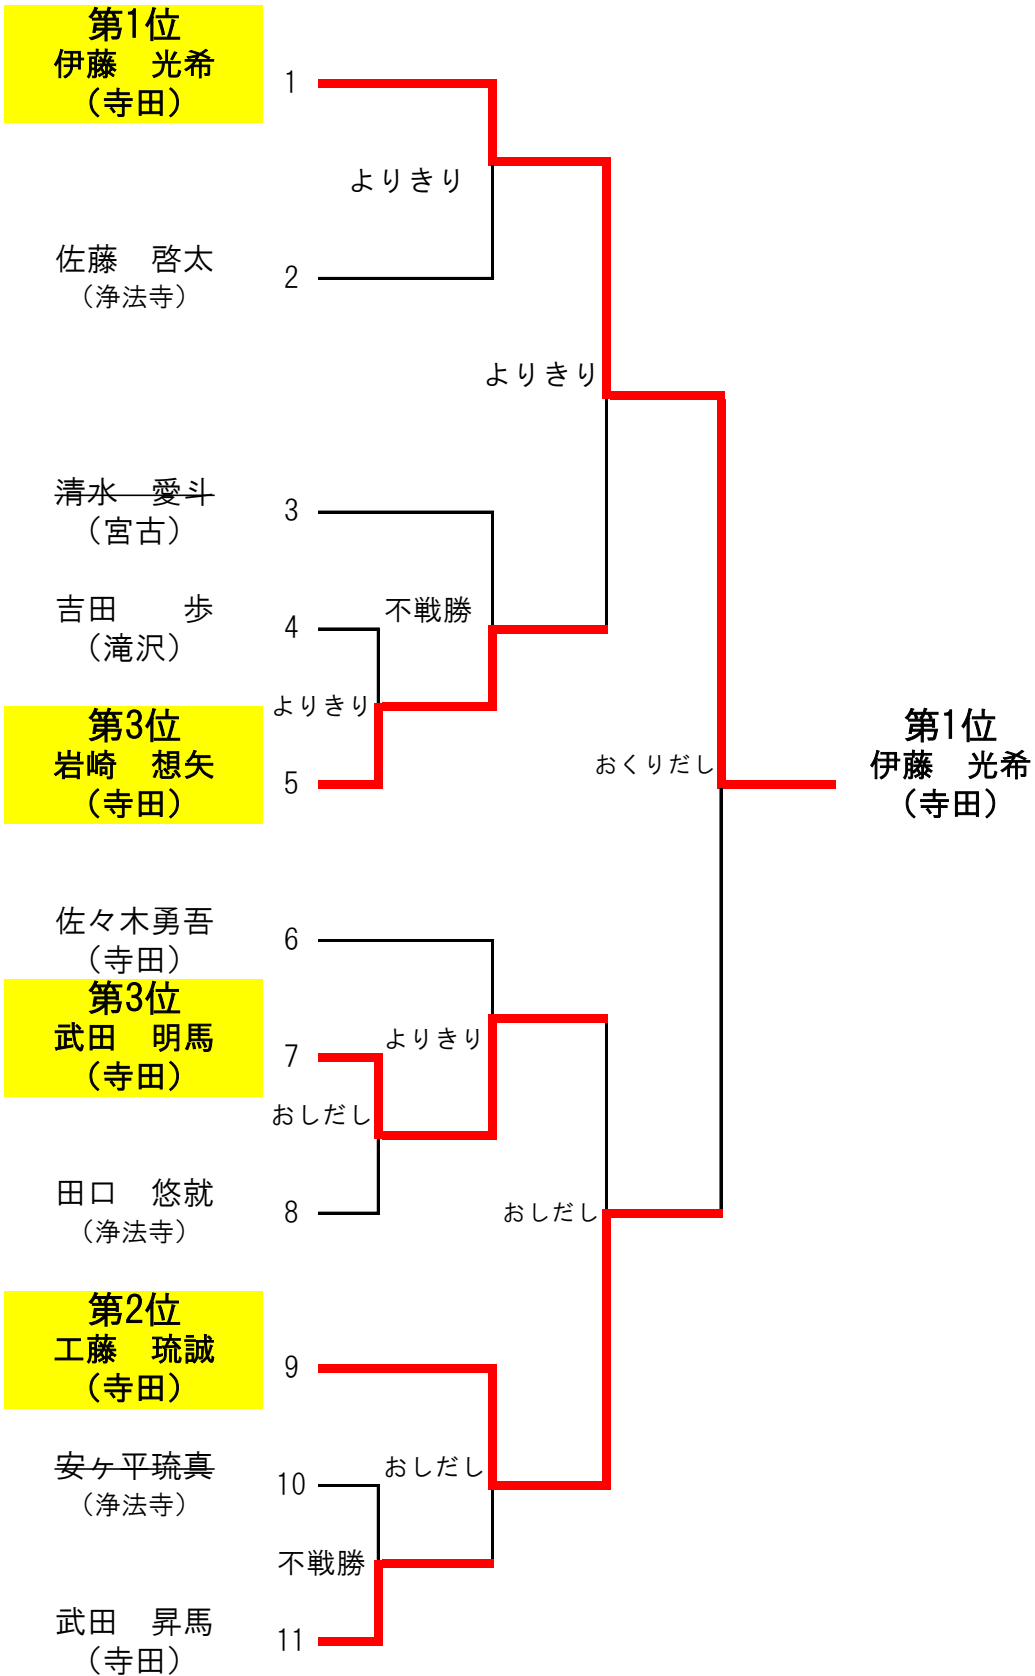 第1位
伊藤　光希
（寺田）
1
よりきり
佐藤　啓太
（浄法寺）
2
よりきり
清水　愛斗
（宮古）
3
吉田　　歩
（滝沢）
4
不戦勝
よりきり
第3位
岩崎　想矢
（寺田）
5
おくりだし
第1位
伊藤　光希
（寺田）
佐々木勇吾
（寺田）
6
第3位
武田　明馬
（寺田）
7
よりきり
おしだし
田口　悠就
（浄法寺）
8
おしだし
第2位
工藤　琉誠
（寺田）
9
安ヶ平琉真
（浄法寺）
10
おしだし
不戦勝
武田　昇馬
（寺田）
11